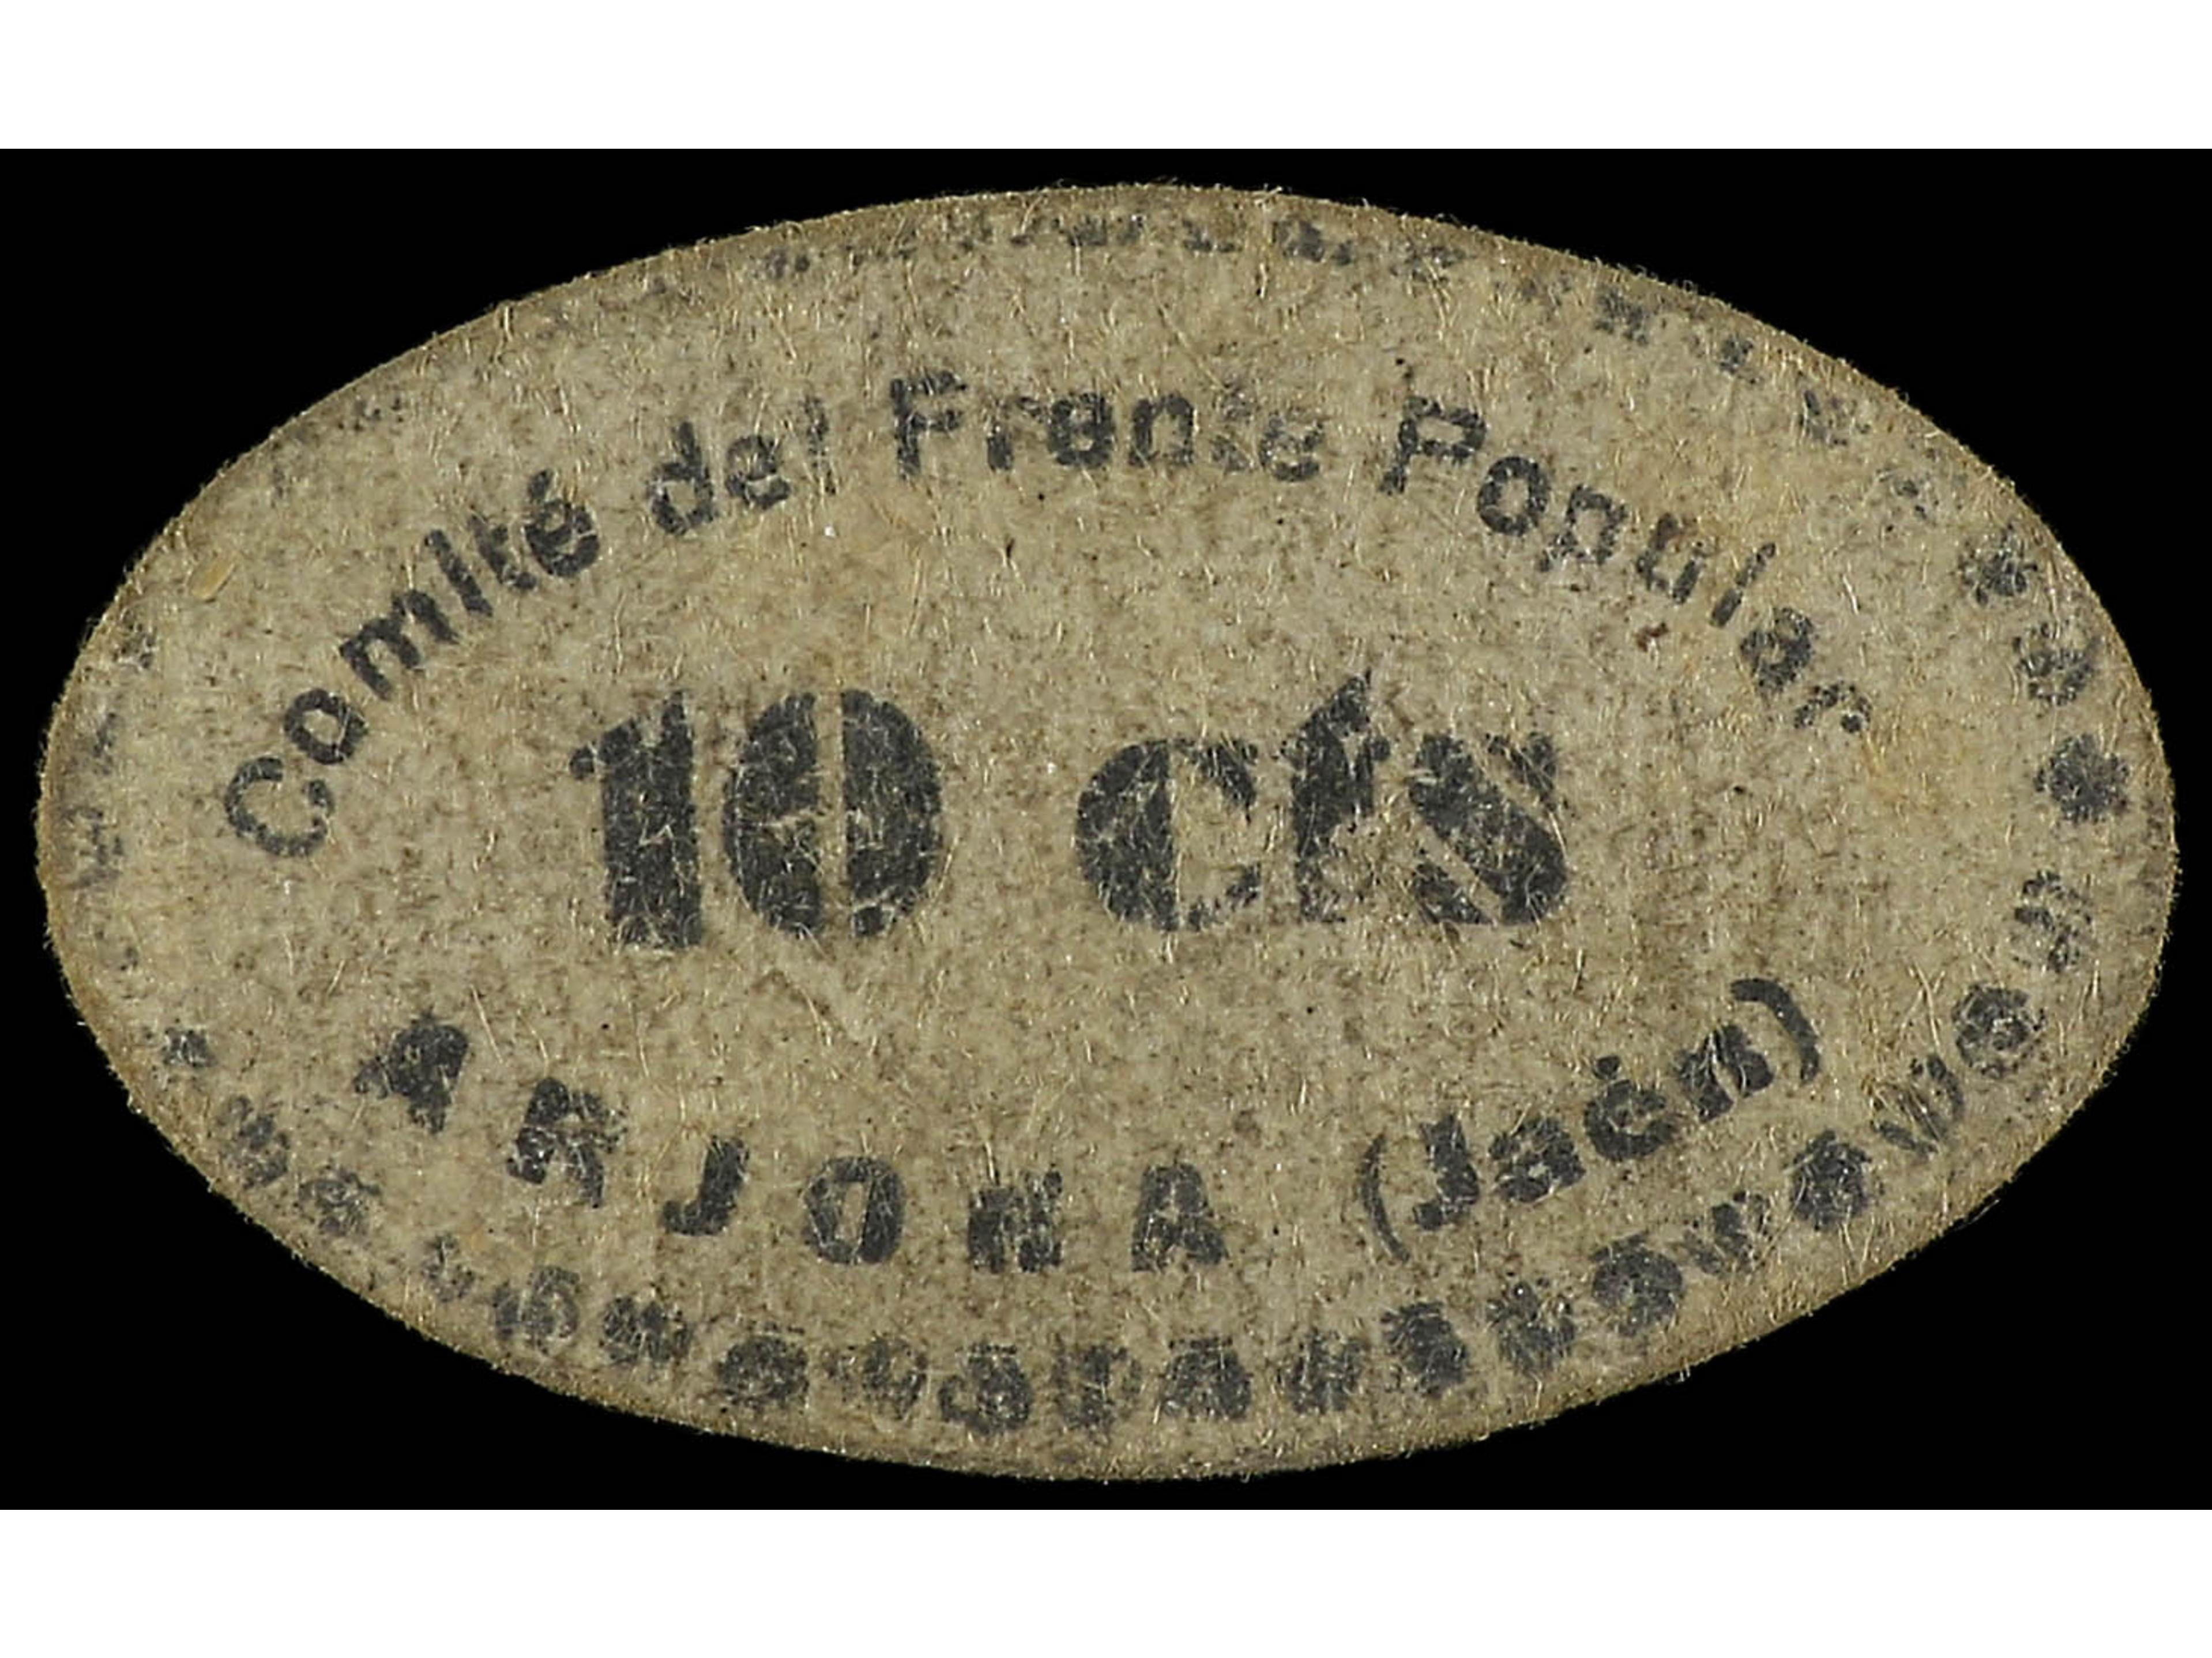 Comité del Frente Popular
10 cts
ARJONA (Jaén)